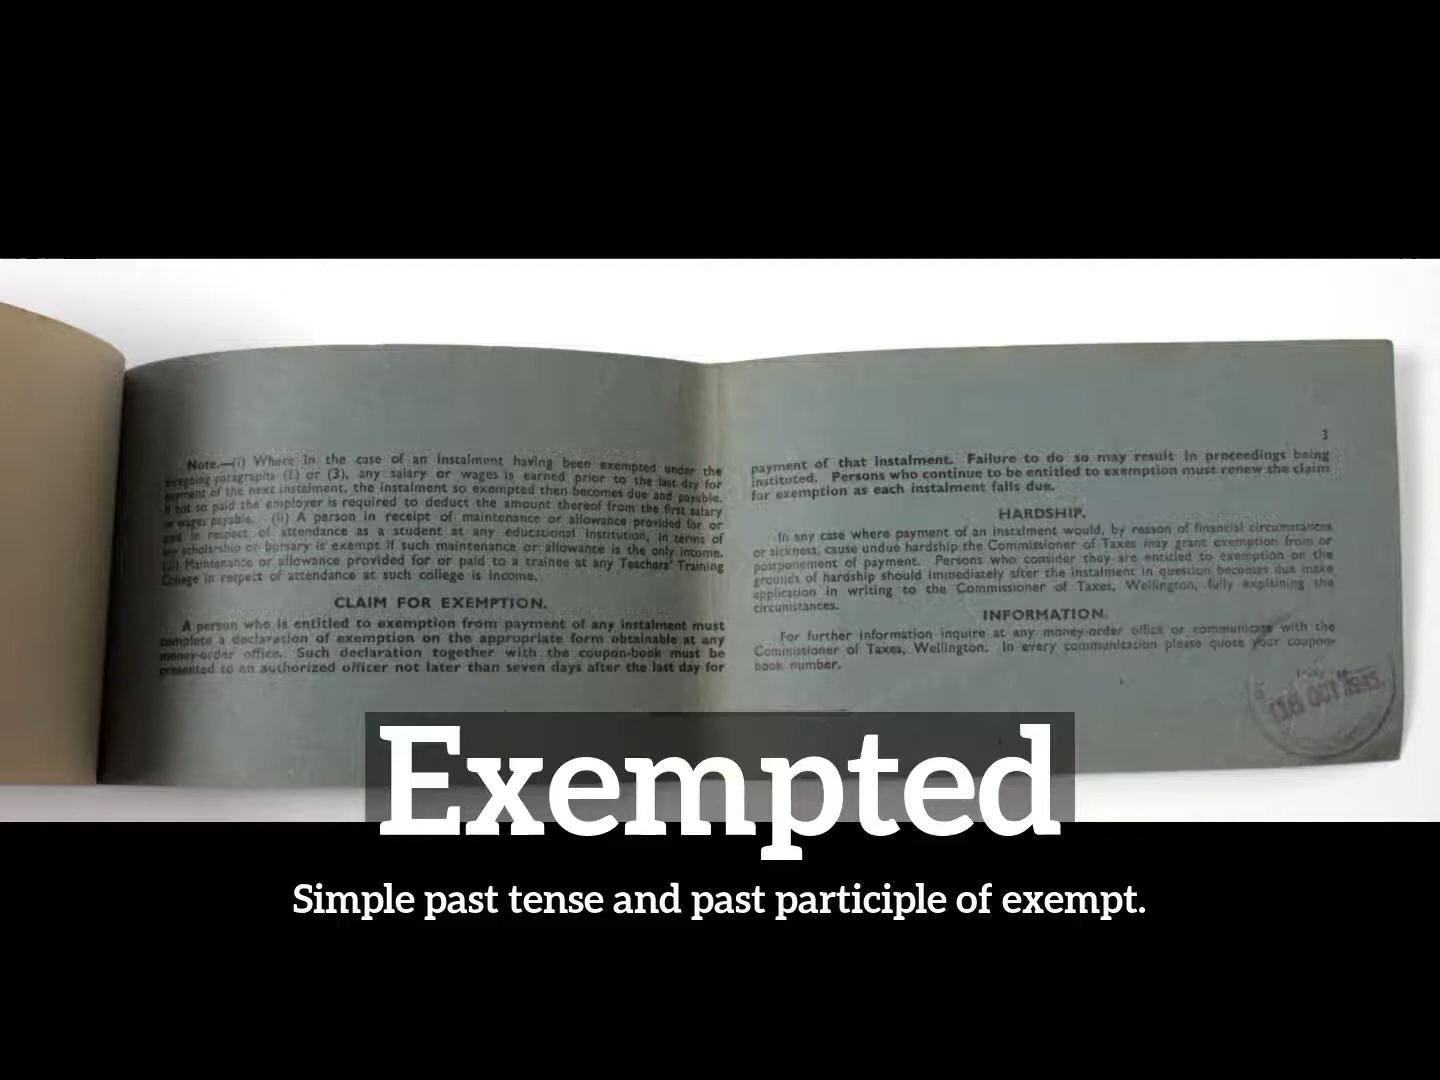 Note.—(i) Where in the case of an instalment having been exempted under the
foregoing paragraphs (1) or (3), any salary or wages is earned prior to the last day for
payment of the next instalment, the instalment so exempted then becomes due and payable.
If not so paid the employer is required to deduct the amount thereof from the first salary
or wages payable. (ii) A person in receipt of maintenance or allowance provided for or
paid in respect of attendance as a student at any educational institution, in terms of
any scholarship or bursary is exempt if such maintenance or allowance is the only income.
(iii) Maintenance or allowance provided for or paid to a trainee at any Teachers' Training
College in respect of attendance at such college is income.
CLAIM FOR EXEMPTION.
A person who is entitled to exemption from payment of any instalment must
complete a declaration of exemption on the appropriate form obtainable at any
money-order office. Such declaration together with the coupon-book must be
presented to an authorized officer not later than seven days after the last day for
3
payment of that instalment. Failure to do so may result in proceedings being
instituted. Persons who continue to be entitled to exemption must renew the claim
for exemption as each instalment falls due.
HARDSHIP.
In any case where payment of an instalment would, by reason of financial circumstances
or sickness, cause undue hardship the Commissioner of Taxes may grant exemption from or
postponement of payment. Persons who consider they are entitled to exemption on the
grounds of hardship should immediately after the instalment in question becomes due make
application in writing to the Commissioner of Taxes, Wellington, fully explaining the
circumstances.
INFORMATION.
For further information inquire at any money-order office or communicate with the
Commissioner of Taxes, Wellington. In every communication please quote your coupon-
book number.
OCT 1945
Exempted
Simple past tense and past participle of exempt.